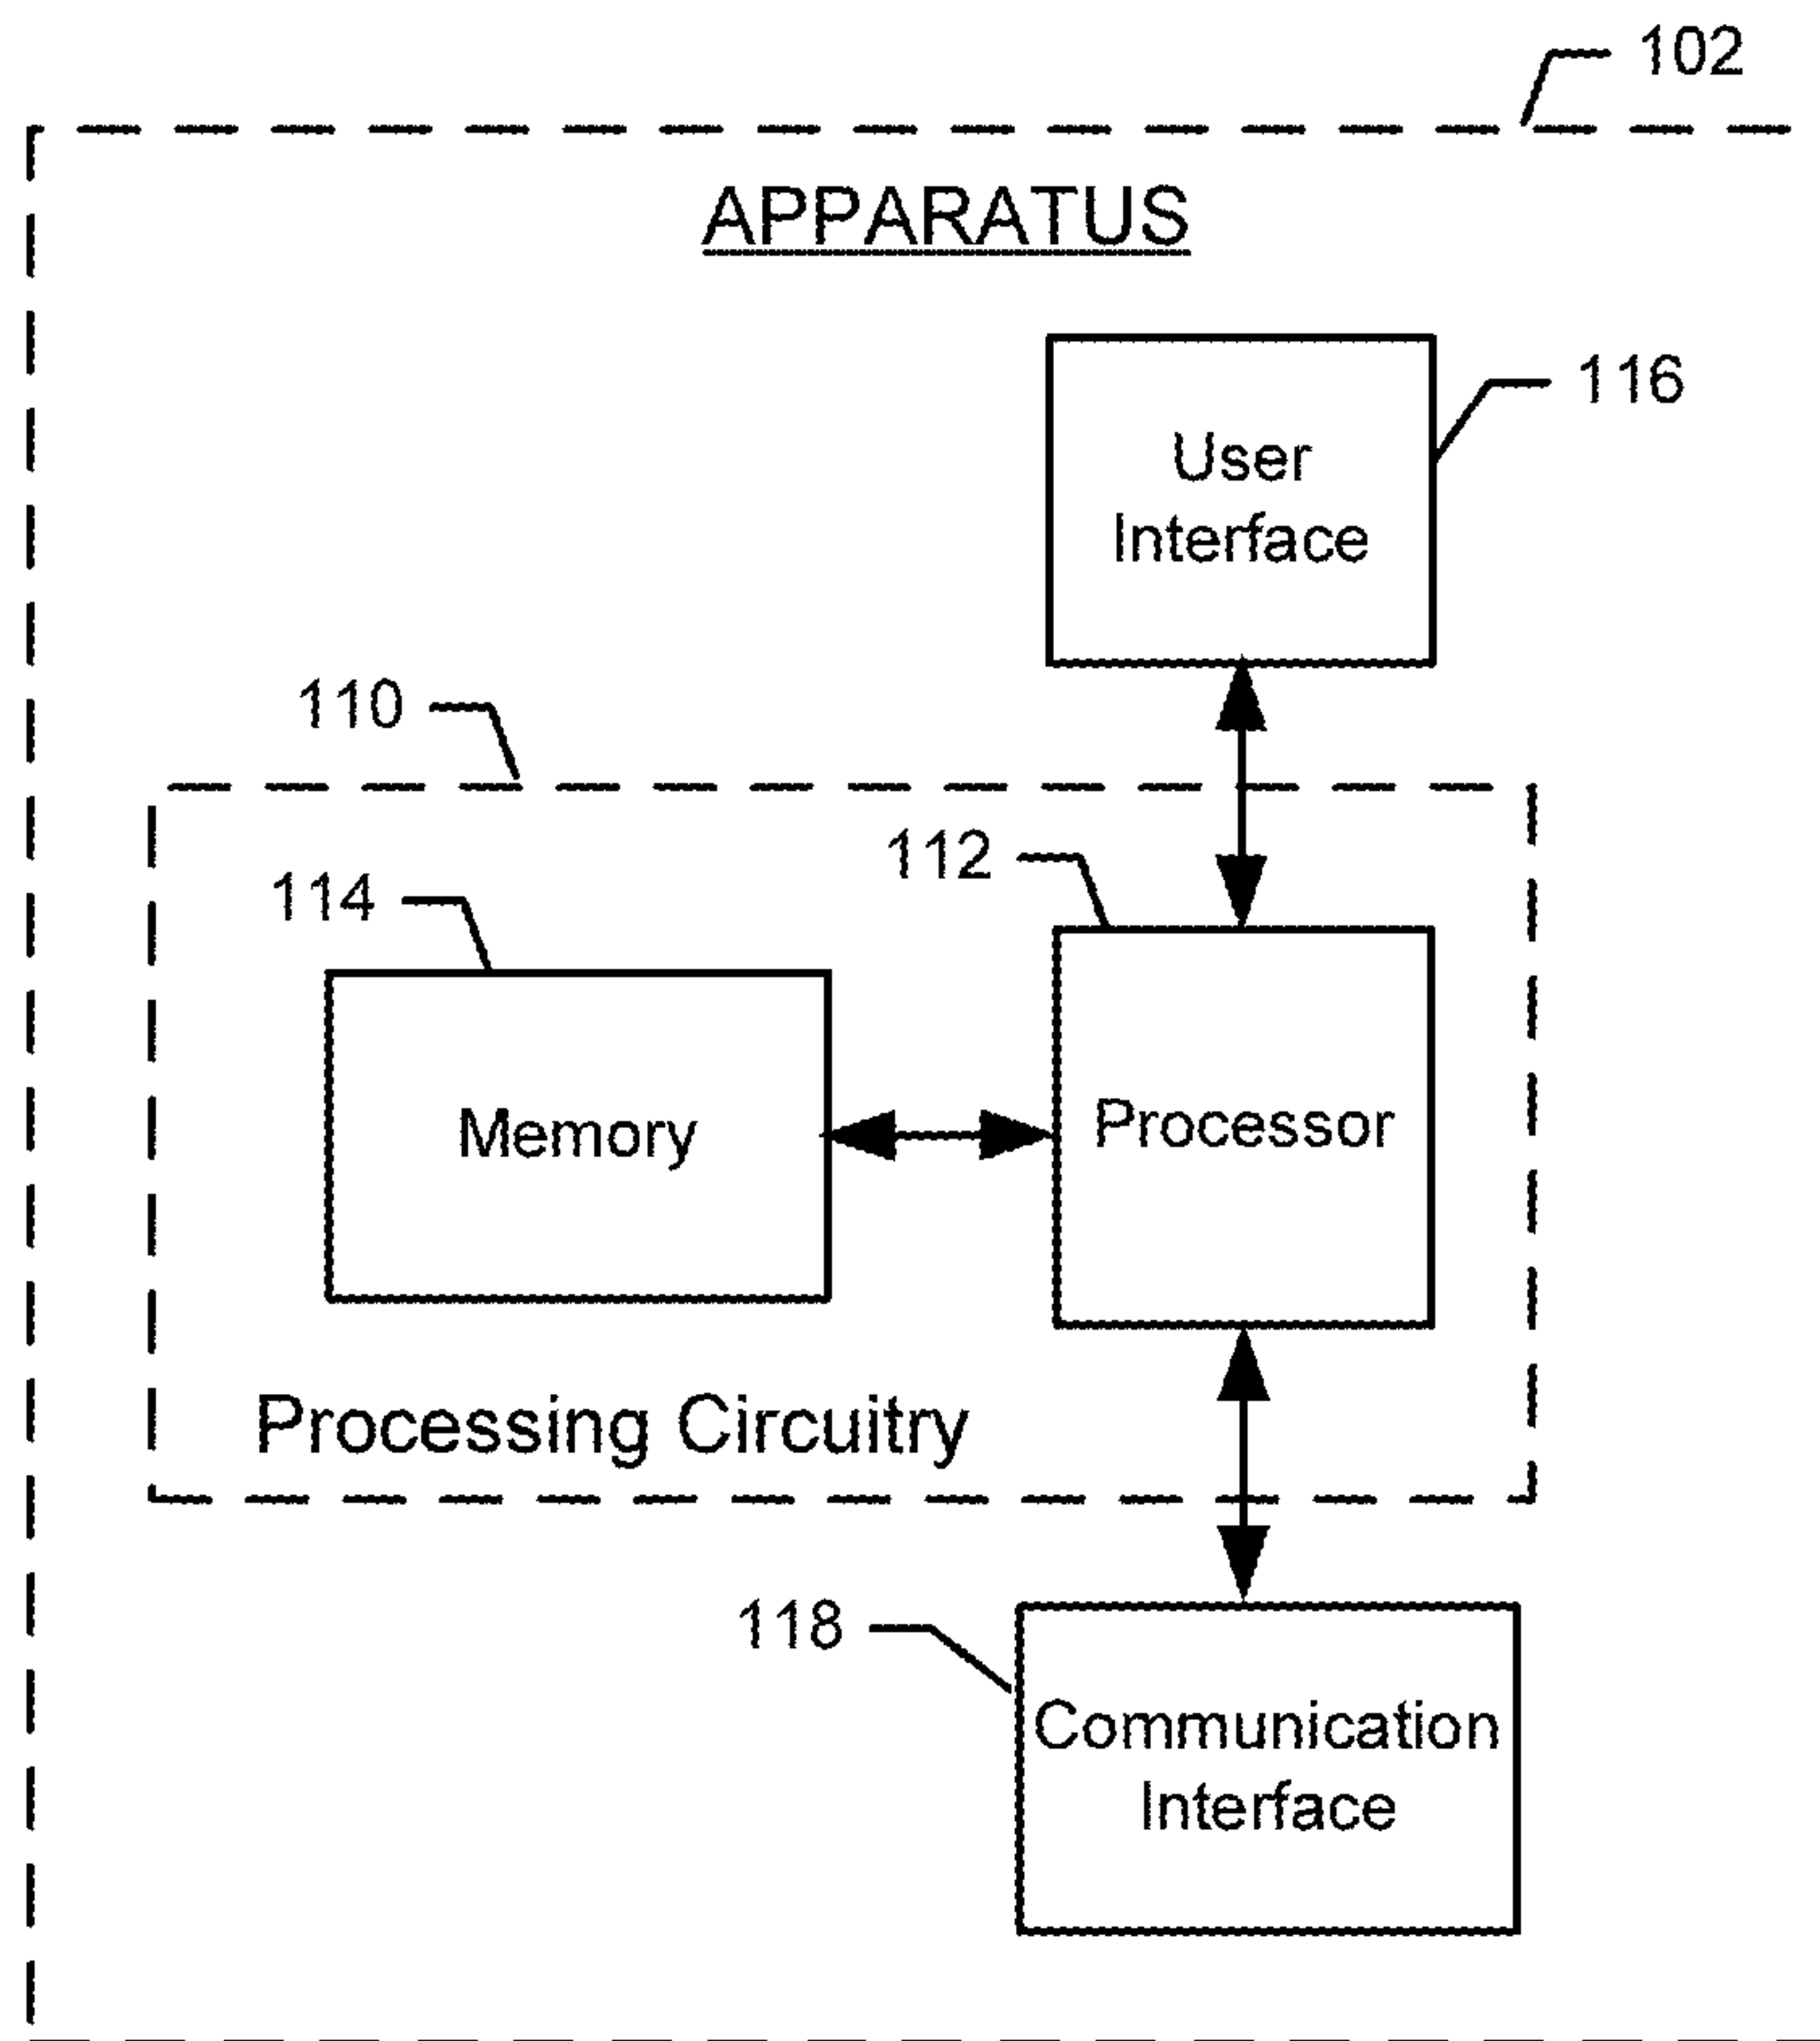 102
APPARATUS
116
User
Interface
110
112
114
Memory
Processor
Processing Circuitry
118
Communication
Interface